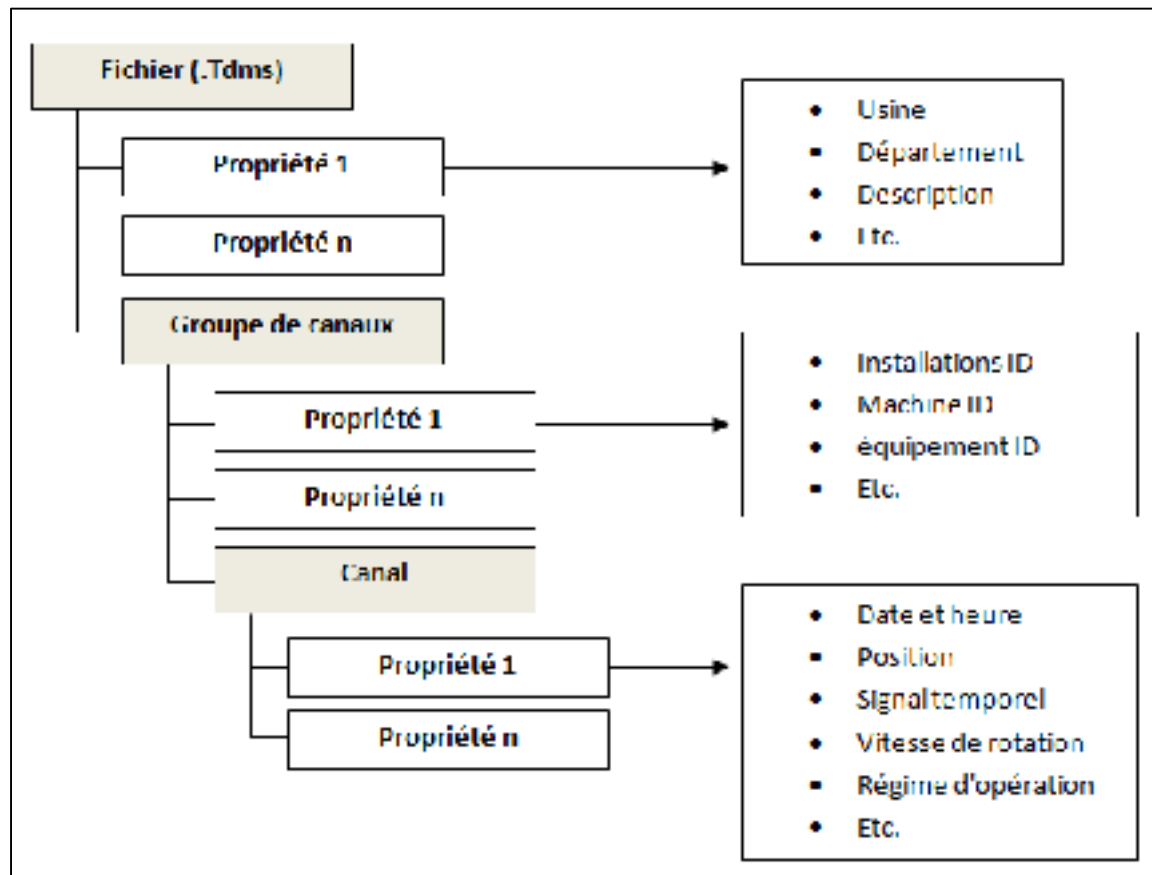 Fichier (.Tdms)
Propriété 1
• Usine
• Département
• Description
• Etc.
Propriété n
Groupe de canaux
Propriété 1
• Installations ID
• Machine ID
• équipement ID
• Etc.
Propriété n
Canal
Propriété 1
• Date et heure
• Position
• Signal temporel
• Vitesse de rotation
• Régime d'opération
• Etc.
Propriété n